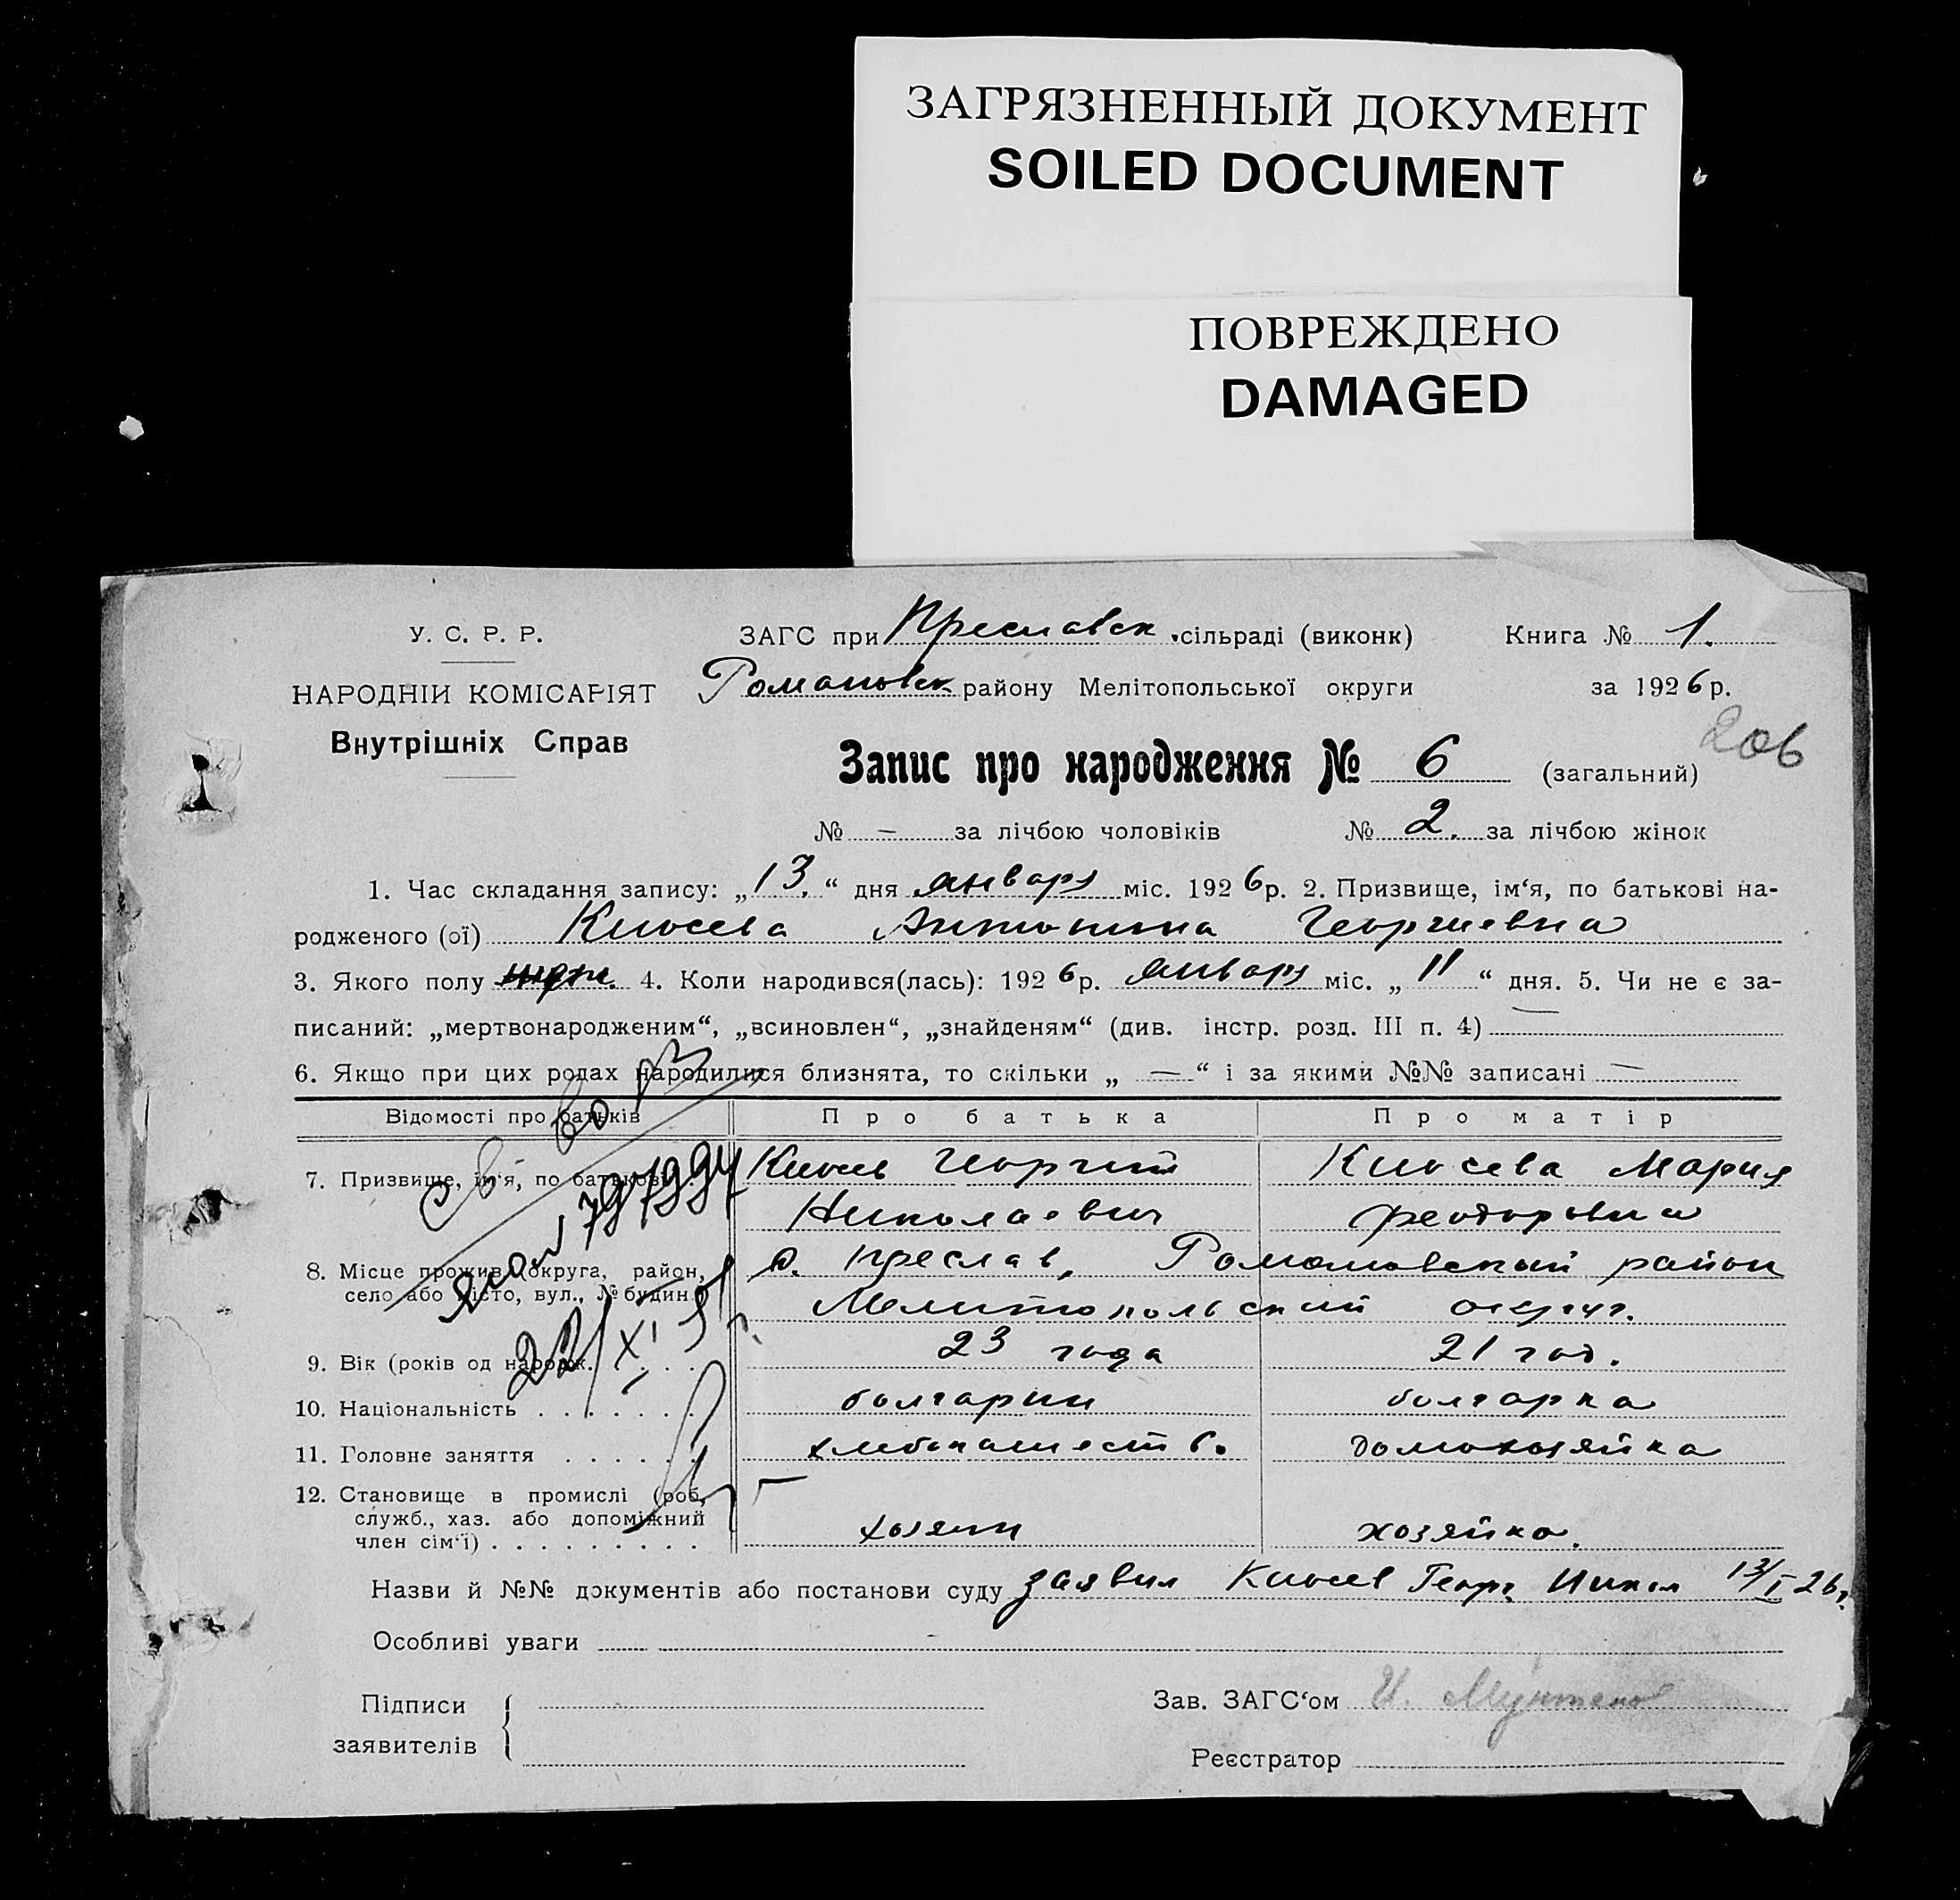 ЗАГРЯЗНЕННЫЙ ДОКУМЕНТ
SOILED DOCUMENT
ПОВРЕЖДЕНО
DAMAGED
У. С. Р. Р.
НАРОДНІЙ КОМІСАРІЯТ
Внутрішніх Справ
ЗАГС при Преславск. сільраді (виконк) Книга № 1.
Романовск району Мелітопольської округи за 1926 р.
206
Запис про народження № 6 (загальний)
№ — за лічбою чоловіків № 2. за лічбою жінок
1. Час складання запису: „13.“ дня января міс. 1926 р. 2. Призвище, ім‘я, по батькові на-
родженого (ої) Киосева Антонина Георгиевна
3. Якого полу 4. Коли народився(лась): 1926 р. января міс. „11“ дня. 5. Чи не є за-
писаний: „мертвонародженим“, „всиновлен“, „знайденям“ (див. інстр. розд. III п. 4) —
6. Якщо при цих родах народилися близнята, то скільки „ — “ і за якими №№ записані —
Відомості про батьків Про батька Про матір
7. Призвище, ім‘я, по батькові Киосев Георгий Киосева Мария
Николаевич Феодоровна
8. Місце прожив. (округа, район, с. Преслав, Романовский район
село або місто, вул., № будин.) Мелитопольский округ.
9. Вік (років од народж. . . . . 23 года 21 год.
10. Національність . . . . . . . болгарин болгарка
11. Головне заняття . . . . . . хлебопашество домохозяйка
12. Становище в промислі (роб,
служб., хаз. або допоміжний
член сім‘ї) . . . . . . . . . хозяин хозяйка.
св во
22/XI 51 г.
Назви й №№ документів або постанови суду заявил Киосев Георг. Никол 13/I 26 г.
Особливі уваги
Підписи
заявителів
Зав. ЗАГС‘ом И.
Реєстратор